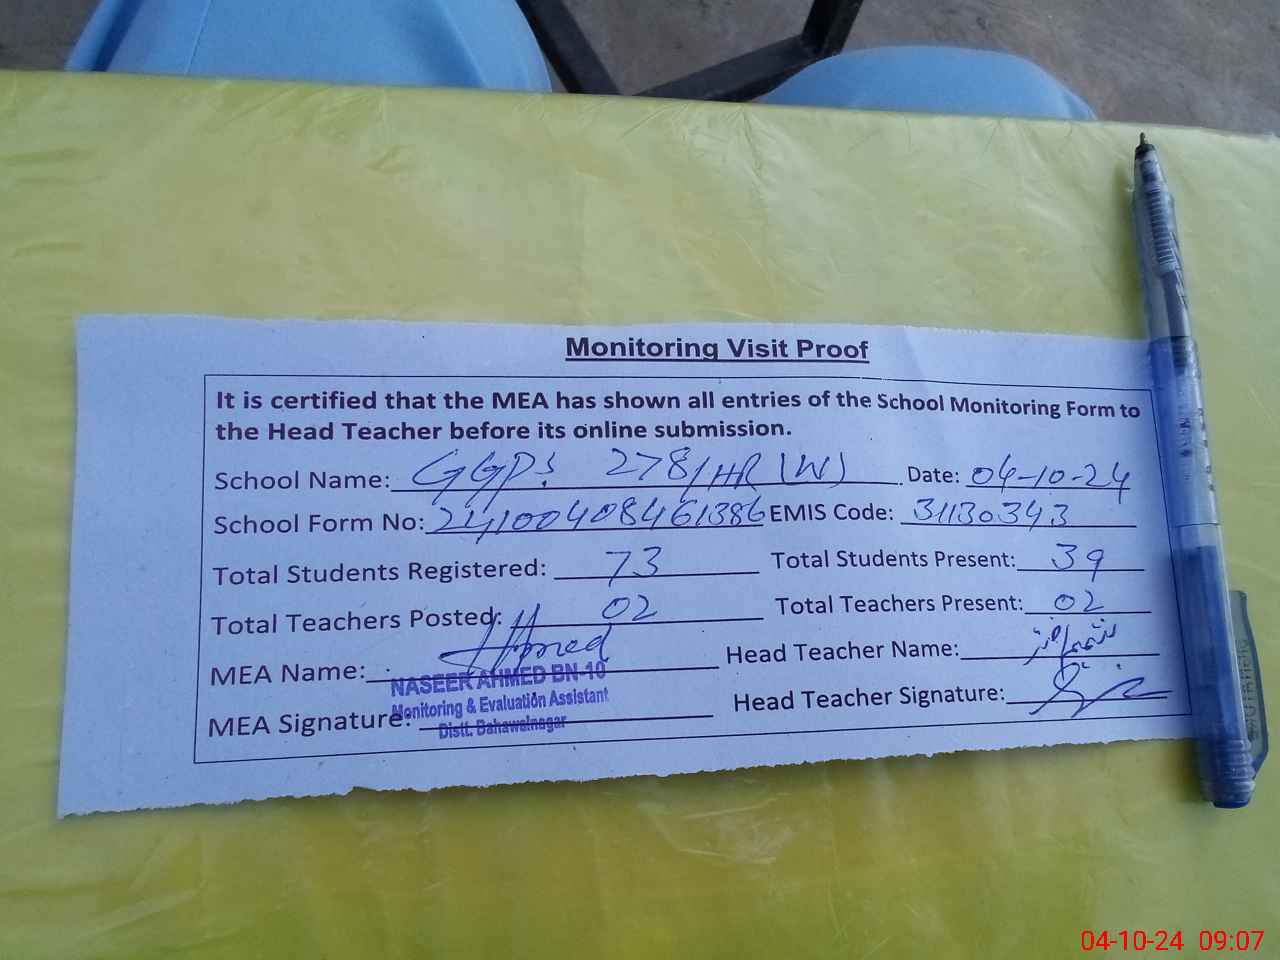 Monitoring Visit Proof
It is certified that the MEA has shown all entries of the School Monitoring Form to
the Head Teacher before its online submission.
School Name: GGPS 278/HR (W) Date: 04-10-24
School Form No: 24100408461386 EMIS Code: 31130343
Total Students Registered: 73 Total Students Present: 39
Total Teachers Posted: 02 Total Teachers Present: 02
MEA Name: Ahmed Head Teacher Name:
NASEER AHMED BN-10
Monitoring & Evaluation Assistant
Distt. Bahawalnagar
MEA Signature: Head Teacher Signature:
04-10-24 09:07